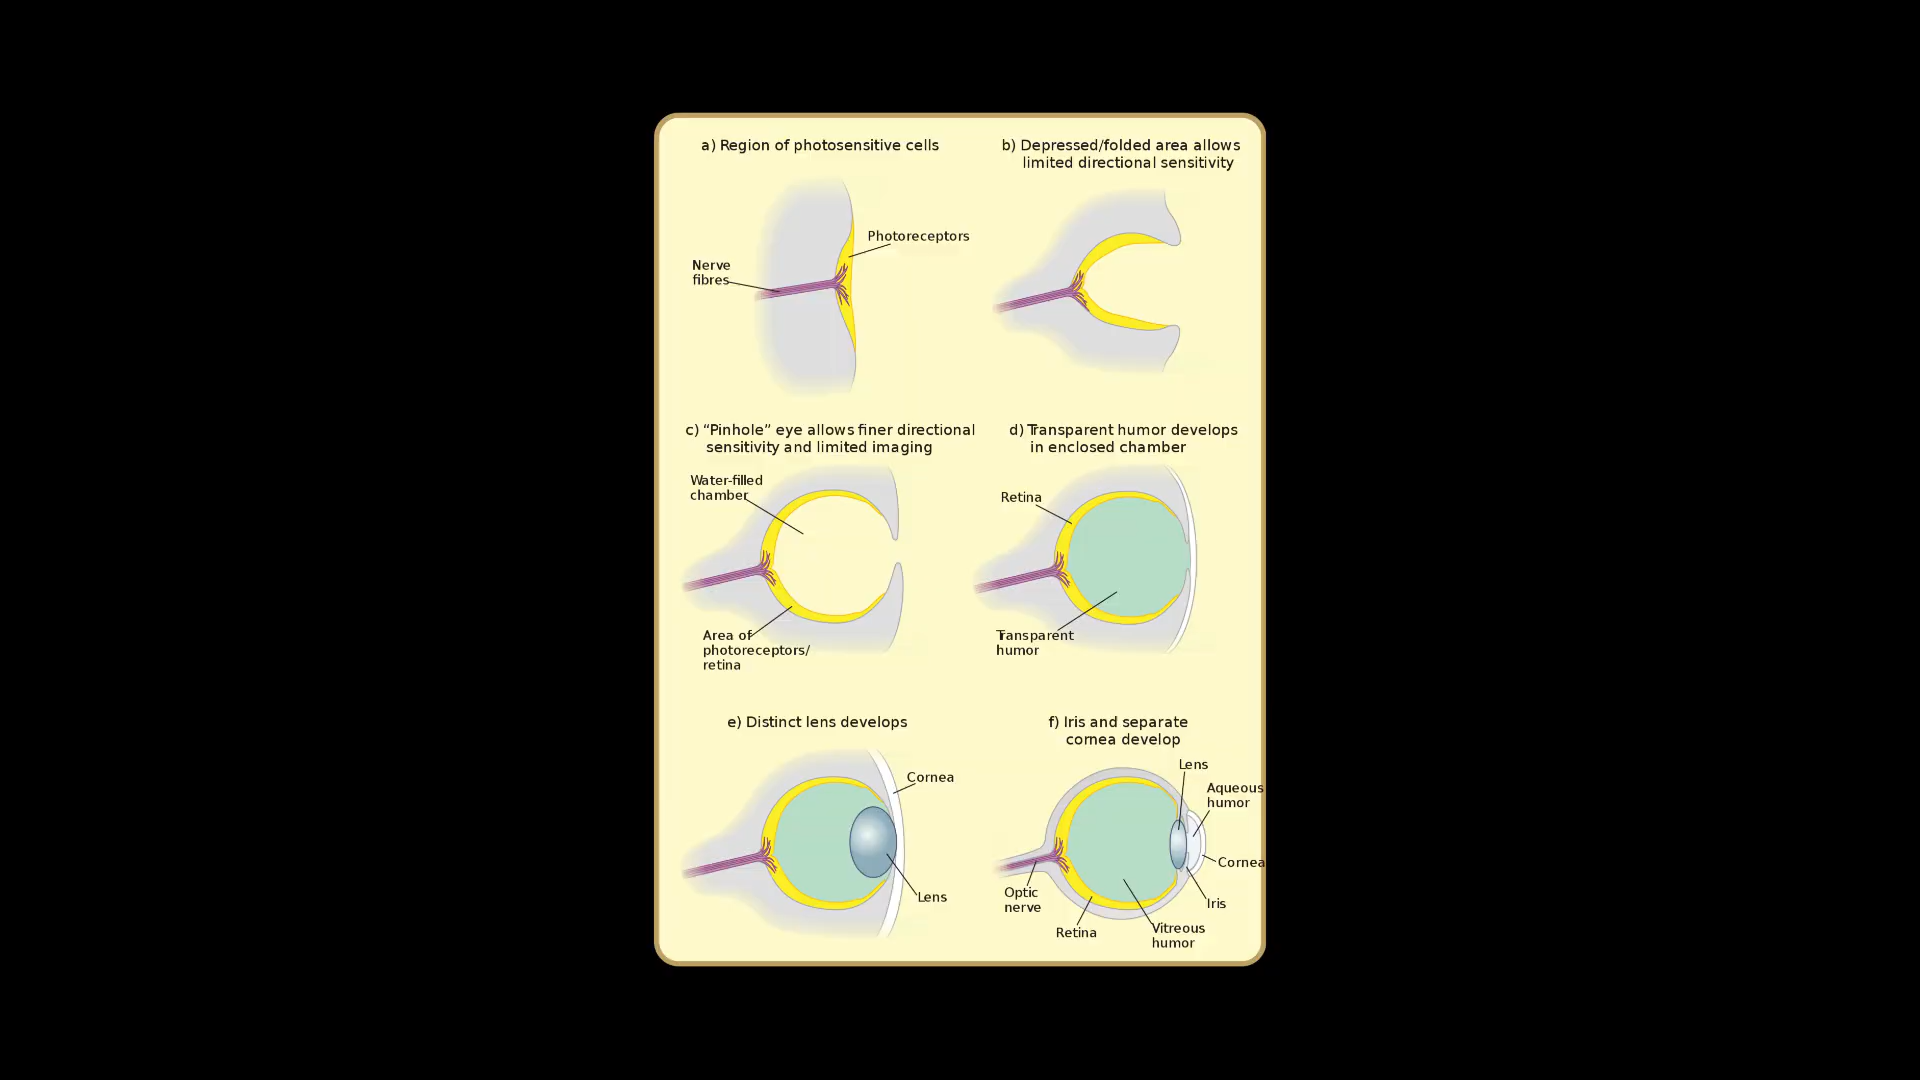 a) Region of photosensitive cells
Photoreceptors
Nerve
fibres
b) Depressed/folded area allows
limited directional sensitivity
c) “Pinhole” eye allows finer directional
sensitivity and limited imaging
Water-filled
chamber
Area of
photoreceptors/
retina
d) Transparent humor develops
in enclosed chamber
Retina
Transparent
humor
e) Distinct lens develops
Cornea
Lens
f) Iris and separate
cornea develop
Lens
Aqueous
humor
Cornea
Iris
Optic
nerve
Retina
Vitreous
humor